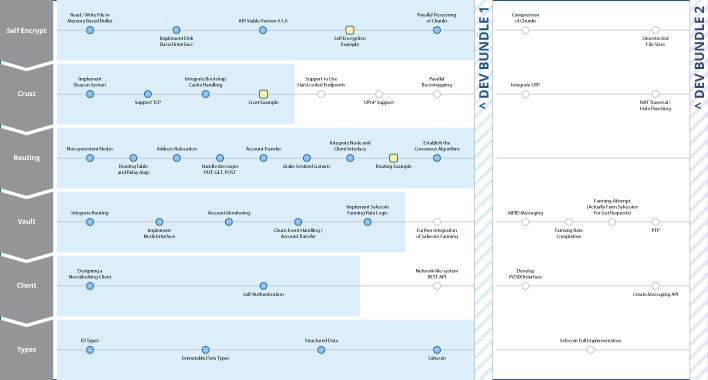 Self Encrypt
Read / Write File in
Memory Based Buffer
Implement Disk
Based Interface
API Stable Version 0.1.0
Self Encryption
Example
Parallel Processing
of Chunks
Compression
of Chunks
Unrestricted
File Sizes
< DEV BUNDLE 1
< DEV BUNDLE 2
Crust
Implement
Beacon System
Support TCP
Integrate Bootstrap
Cache Handling
Crust Example
Support to Use
Hard-coded Endpoints
UPnP Support
Parallel
Bootstrapping
Integrate UTP
NAT Traversal /
Hole Punching
Routing
Non-persistent Nodes
Routing Table
and Relay Map
Address Relocation
Handle Messages
PUT, GET, POST
Account Transfer
Make Sentinel Generic
Integrate Node and
Client Interface
Routing Example
Establish the
Consensus Algorithm
Vault
Integrate Routing
Implement
Node Interface
Account Monitoring
Churn Event Handling /
Account Transfer
Implement Safecoin
Farming Rate Logic
Further Integration
of Safecoin Farming
MPID Messaging
Farming Rate
Completion
Farming Attempt
(Actually Farm Safecoins
For Get Requests)
PTP
Client
Designing a
Non-blocking Client
Self-Authentication
Network-file-system
REST API
Develop
POSIX Interface
Create Messaging API
Types
ID Types
Immutable Data Types
Structured Data
Safecoin
Safecoin Full Implementation